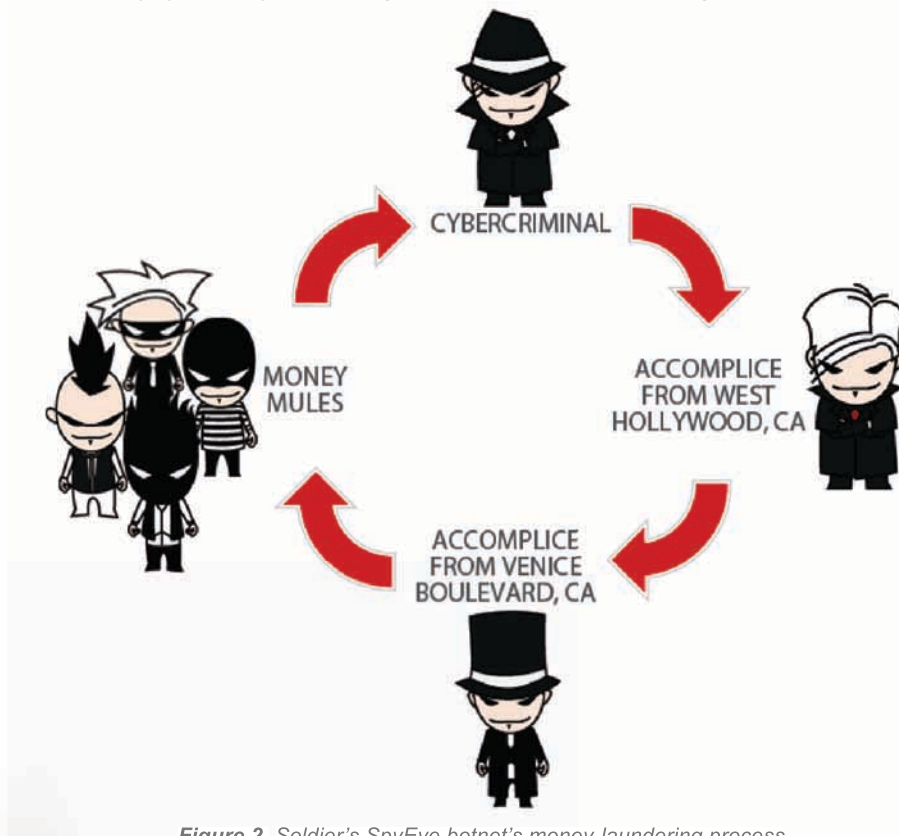 CYBERCRIMINAL
ACCOMPLICE
FROM WEST
HOLLYWOOD, CA
ACCOMPLICE
FROM VENICE
BOULEVARD, CA
MONEY
MULES
Figure 2. Soldier's SpyEye botnet's money-laundering process